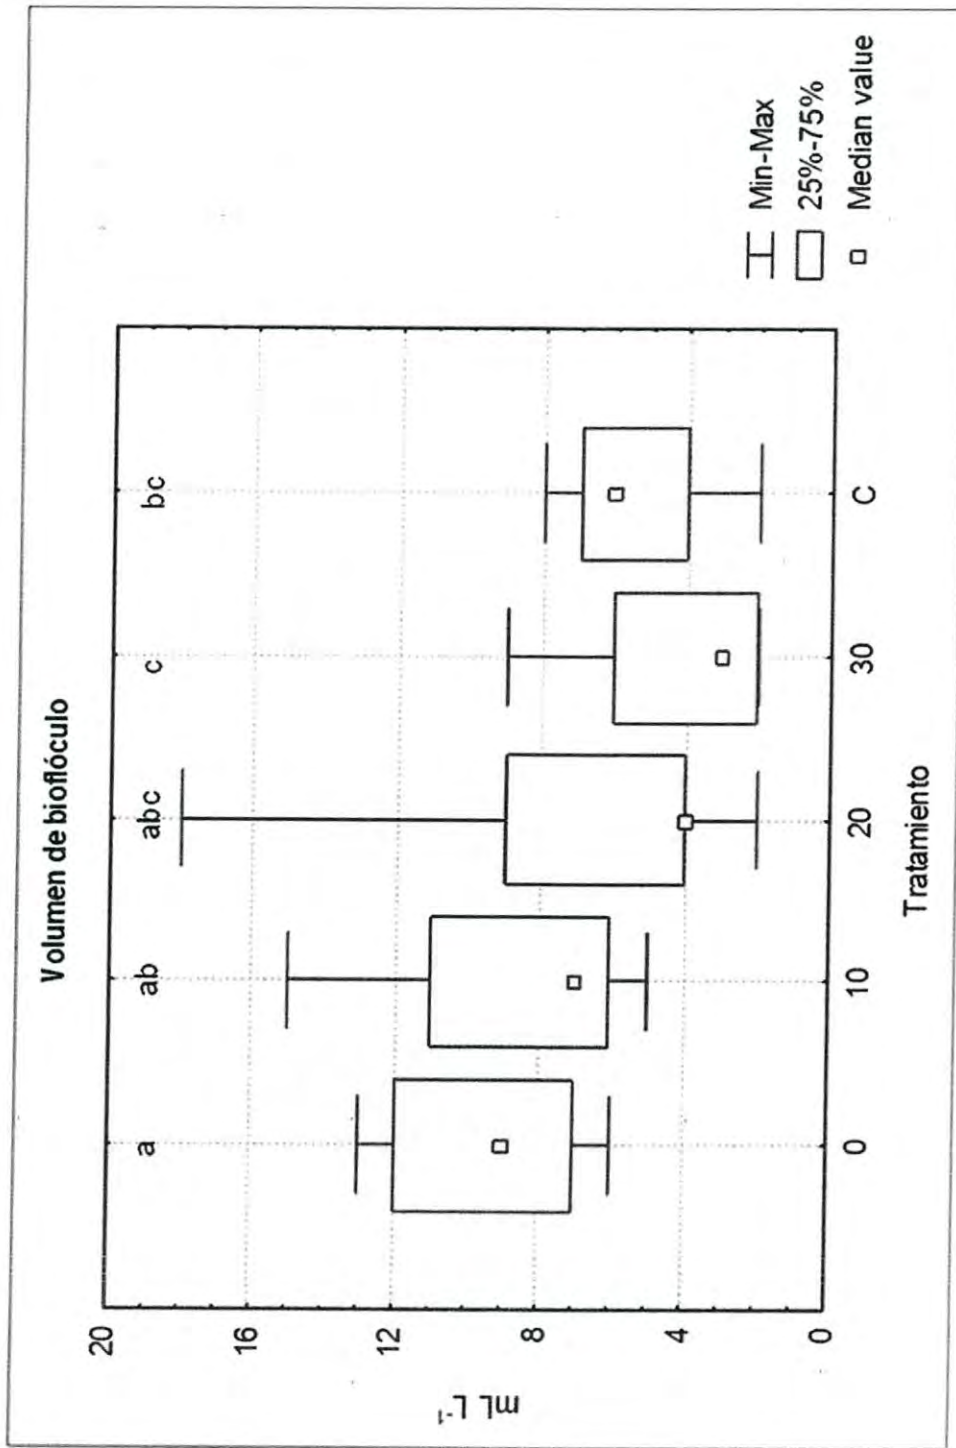 Volumen de bioflóculo
a ab abc c bc
20
16
12
8
4
0
mL L⁻¹
0 10 20 30 C
Tratamiento
Min-Max
25%-75%
Median value